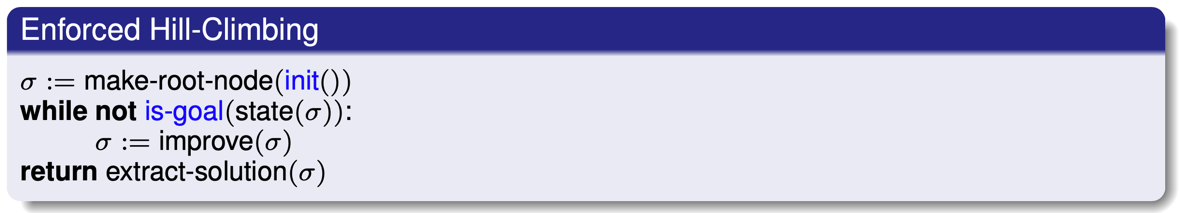 Enforced Hill-Climbing
σ := make-root-node(init())
while not is-goal(state(σ)):
σ := improve(σ)
return extract-solution(σ)